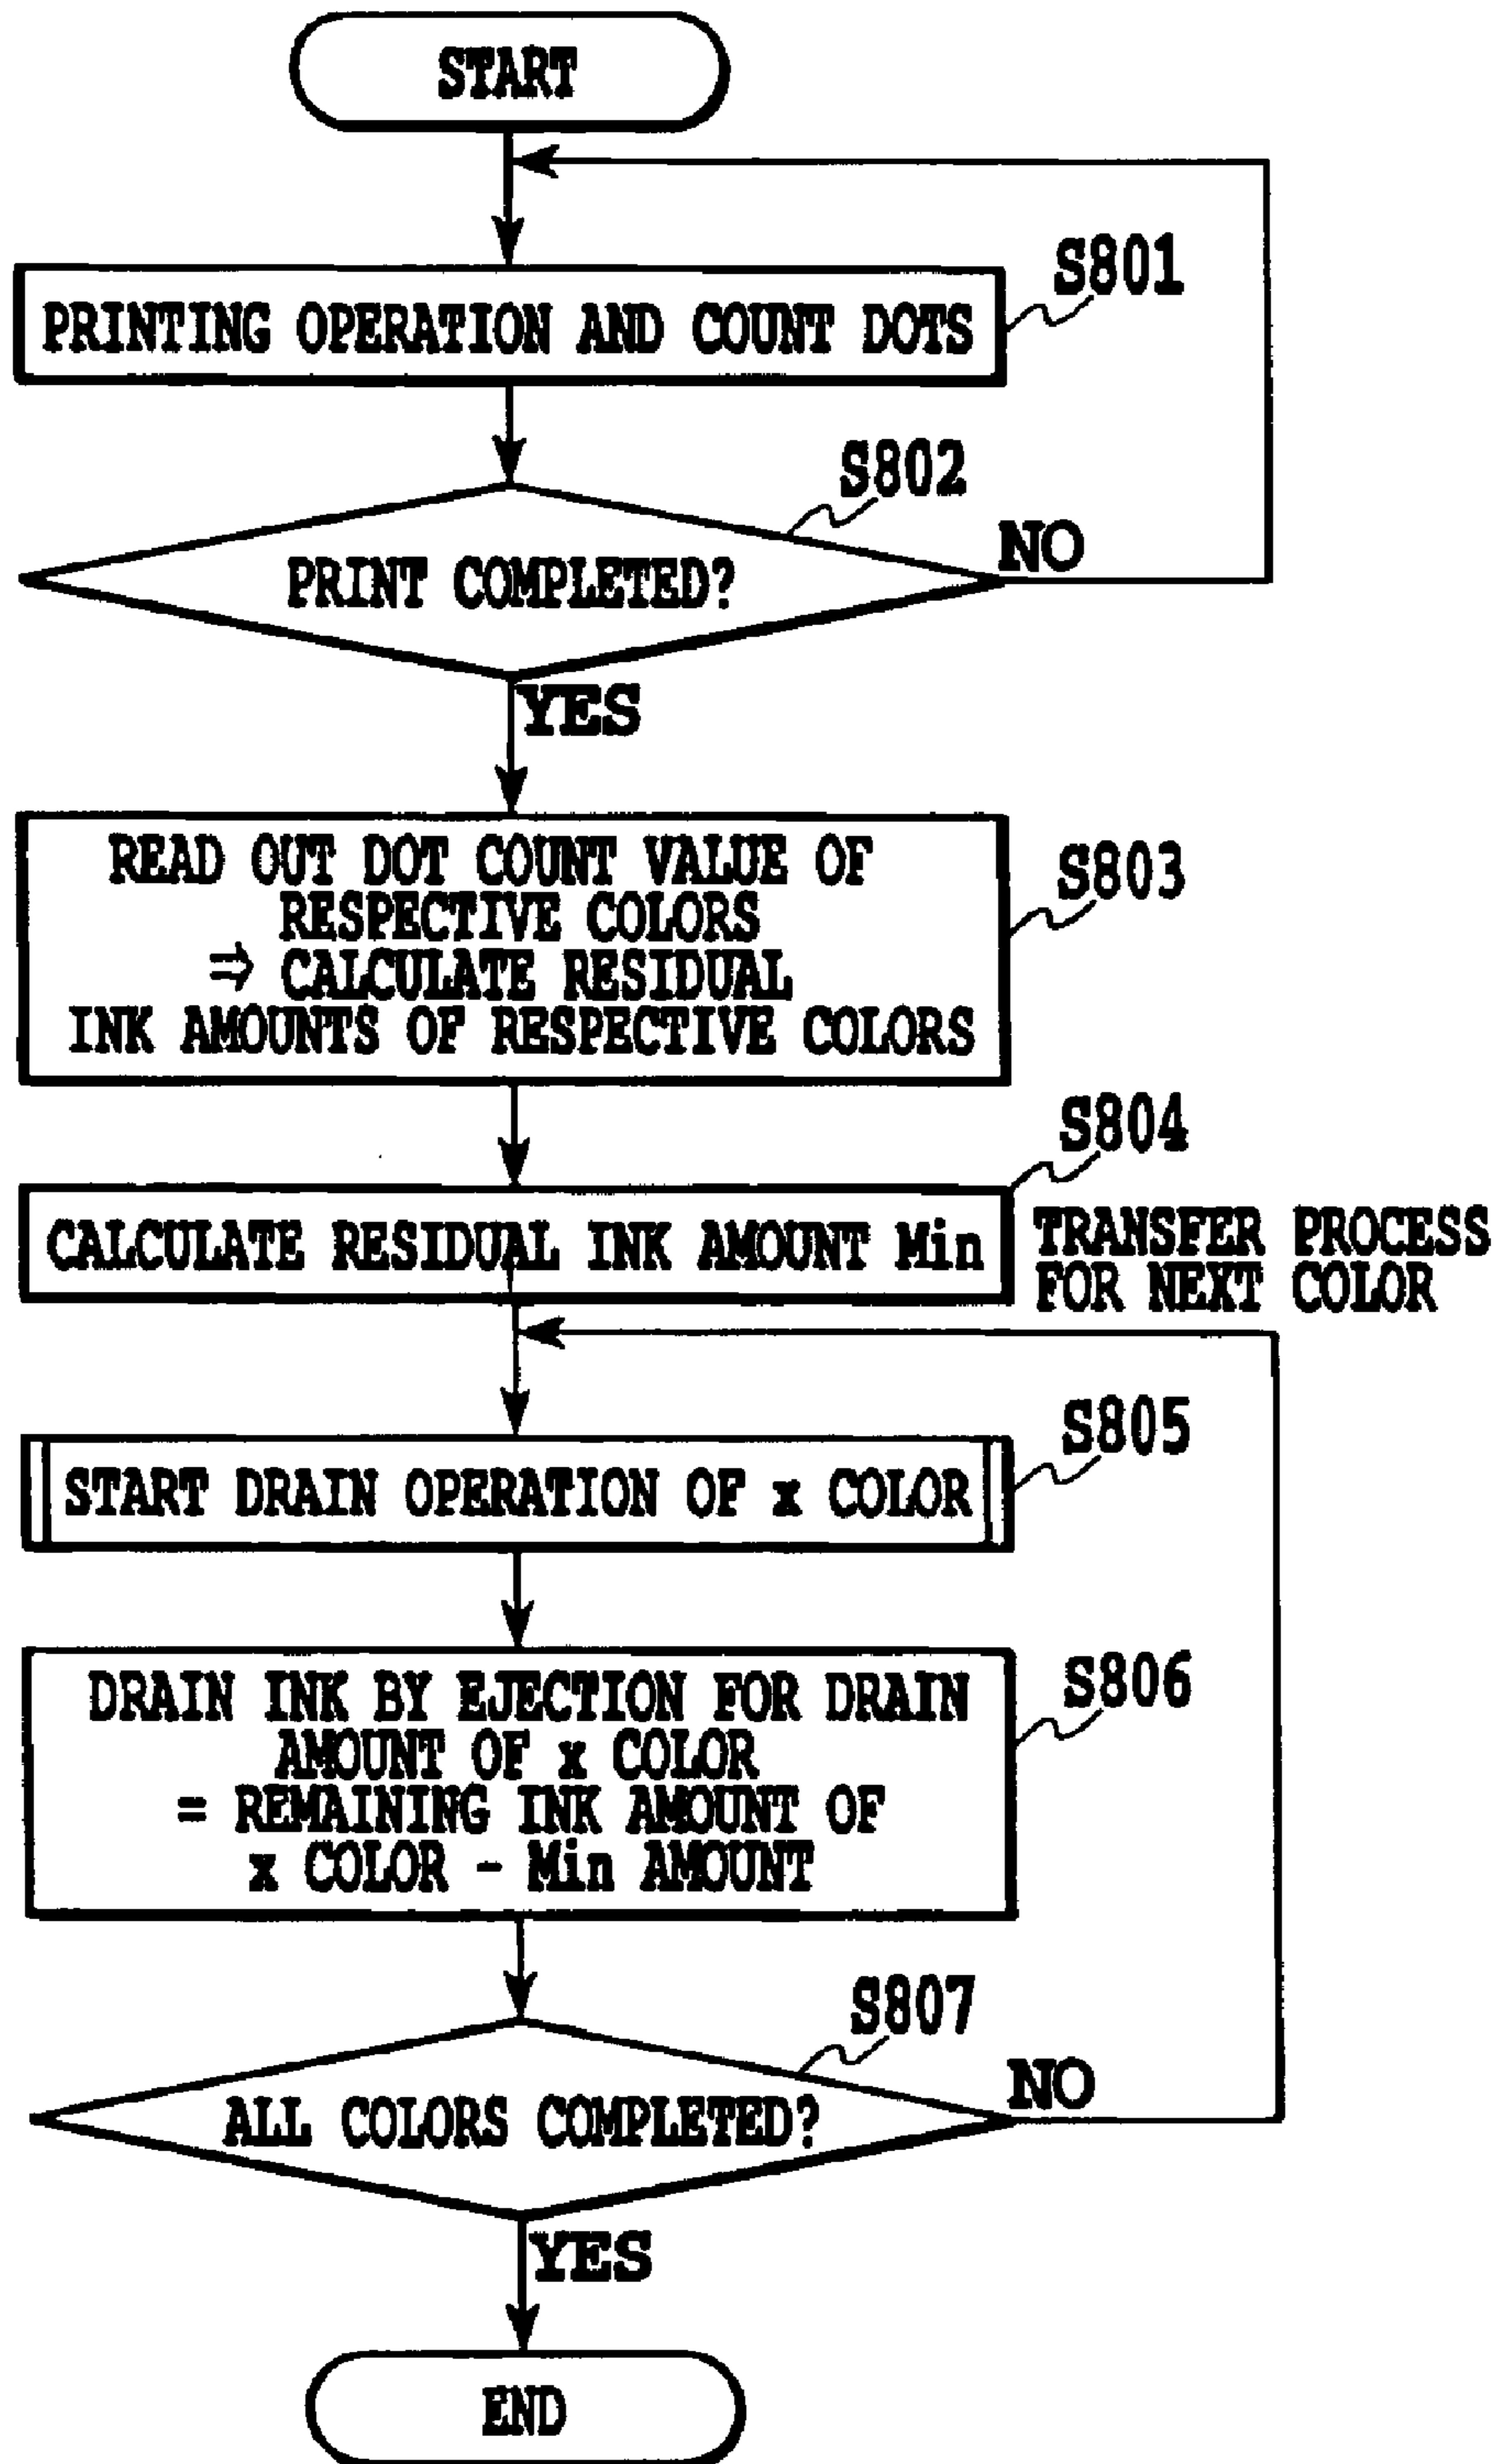 START
S801
PRINTING OPERATION AND COUNT DOTS
S802
PRINT COMPLETED?
NO
YES
READ OUT DOT COUNT VALUE OF
RESPECTIVE COLORS
⇒ CALCULATE RESIDUAL
INK AMOUNTS OF RESPECTIVE COLORS
S803
S804
CALCULATE RESIDUAL INK AMOUNT Min
TRANSFER PROCESS
FOR NEXT COLOR
S805
START DRAIN OPERATION OF x COLOR
DRAIN INK BY EJECTION FOR DRAIN
AMOUNT OF x COLOR
= REMAINING INK AMOUNT OF
x COLOR - Min AMOUNT
S806
S807
ALL COLORS COMPLETED?
NO
YES
END